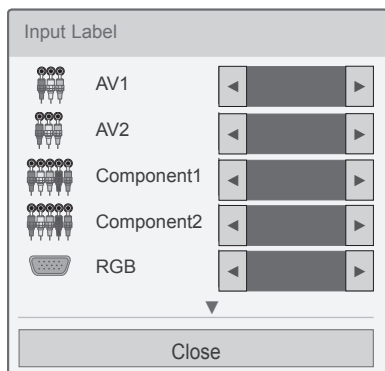 Input Label
AV1
AV2
Component1
Component2
RGB
Close